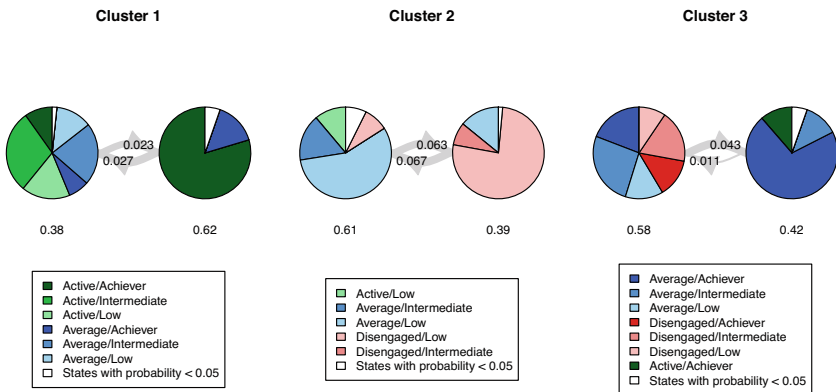 Cluster 1
Cluster 2
Cluster 3
0.023
0.027
0.063
0.067
0.043
0.011
0.38
0.62
0.61
0.39
0.58
0.42
Active/Achiever
Active/Intermediate
Active/Low
Average/Achiever
Average/Intermediate
Average/Low
States with probability < 0.05
Active/Low
Average/Intermediate
Average/Low
Disengaged/Low
Disengaged/Intermediate
States with probability < 0.05
Average/Achiever
Average/Intermediate
Average/Low
Disengaged/Achiever
Disengaged/Intermediate
Disengaged/Low
Active/Achiever
States with probability < 0.05